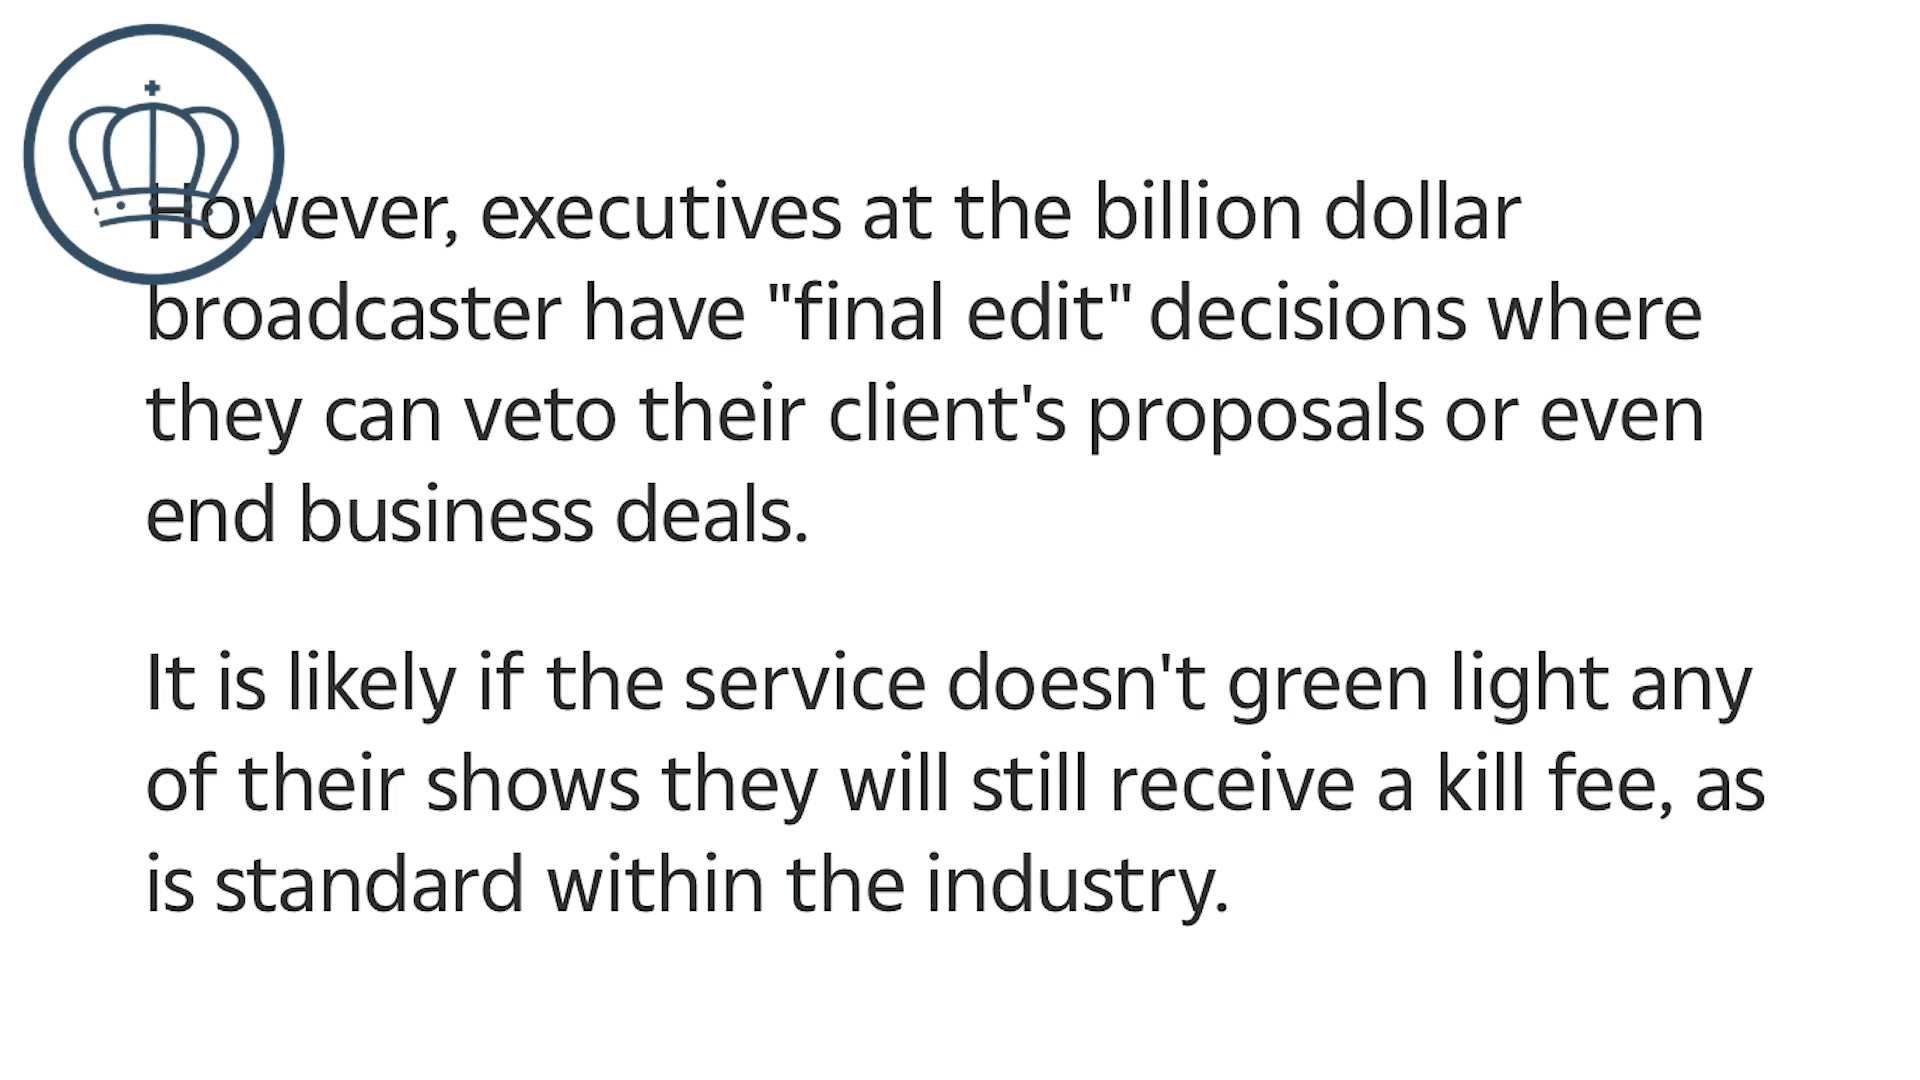 However, executives at the billion dollar
broadcaster have "final edit" decisions where
they can veto their client's proposals or even
end business deals.
It is likely if the service doesn't green light any
of their shows they will still receive a kill fee, as
is standard within the industry.